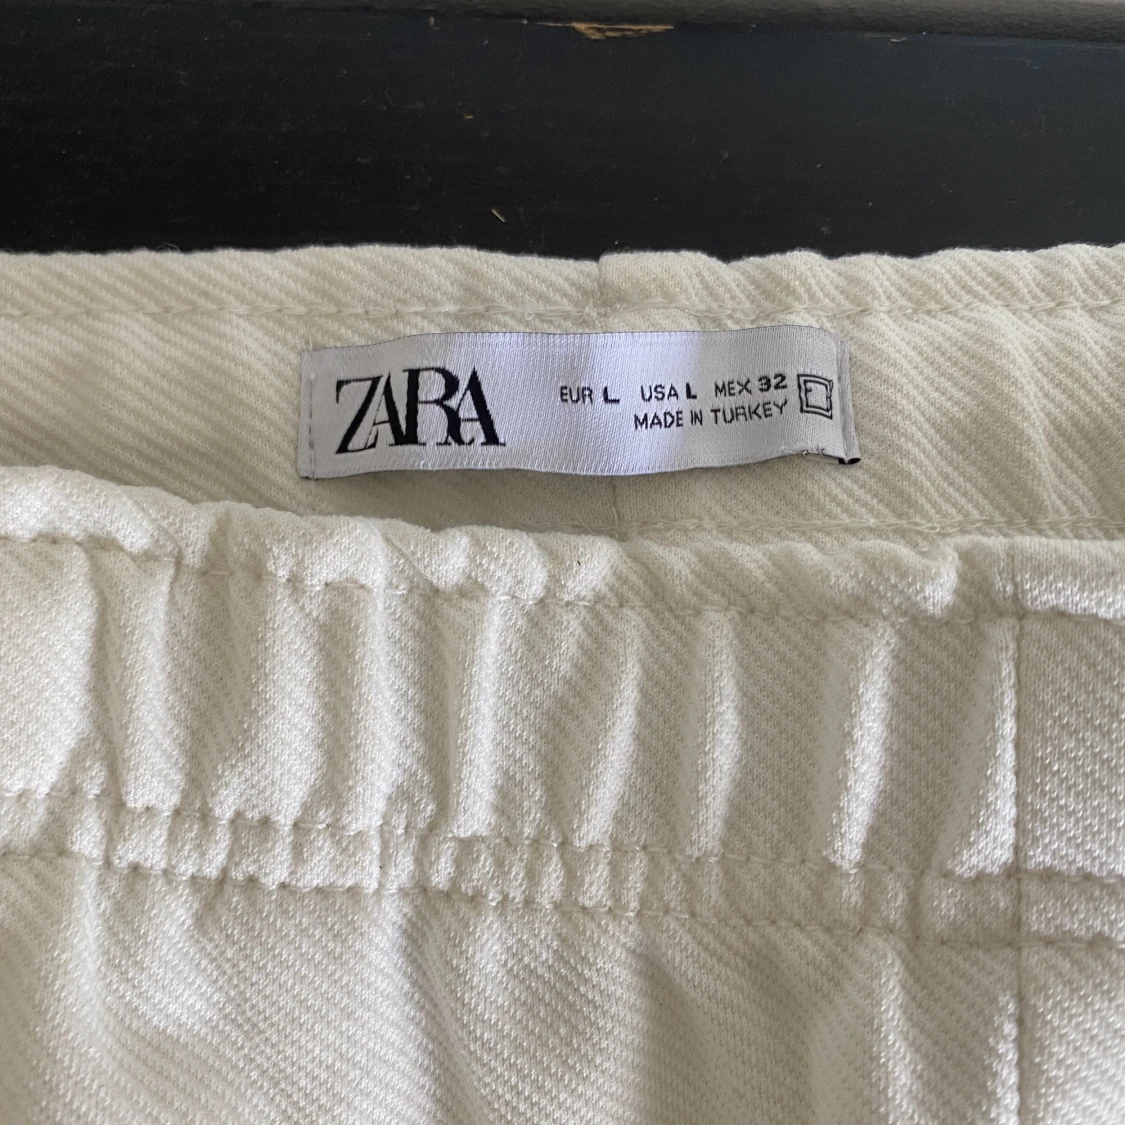 ZARA
EUR L USA L MEX 32
MADE IN TURKEY